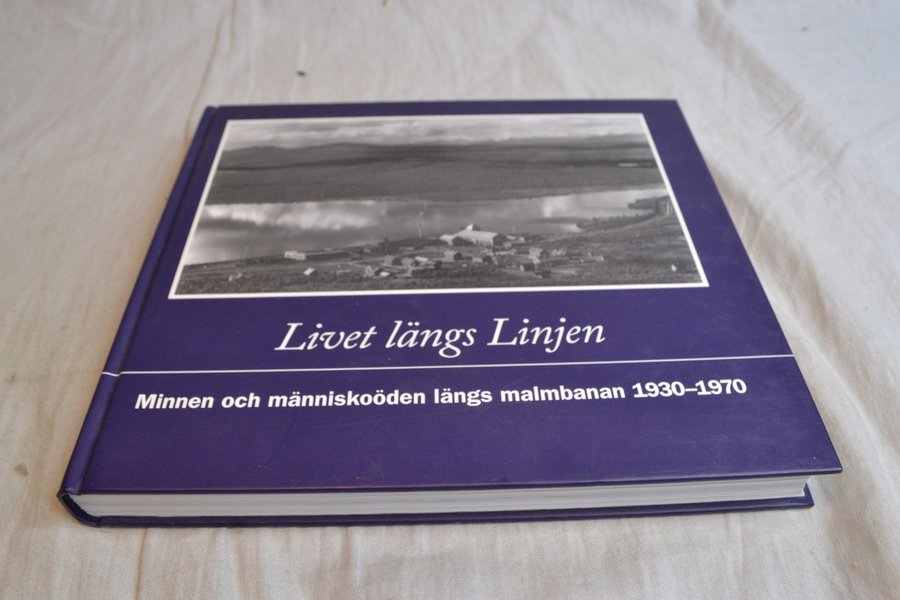 Livet längs Linjen
Minnen och människoöden längs malmbanan 1930–1970